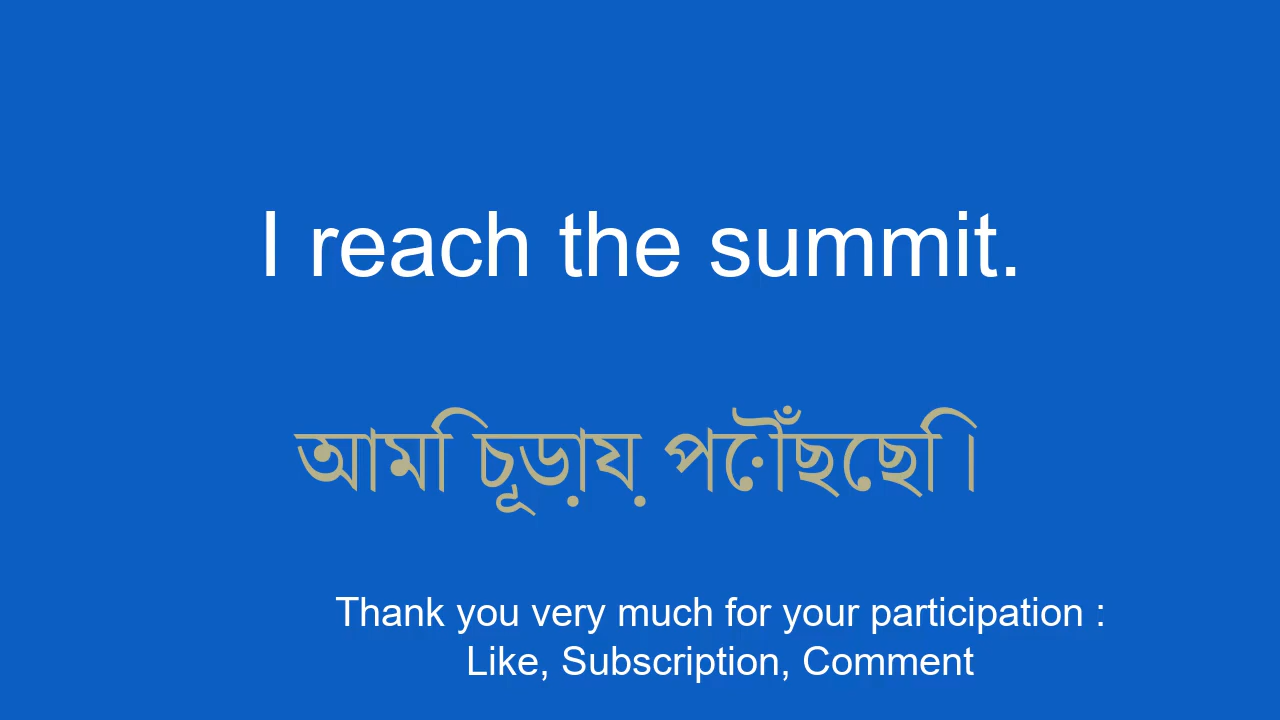 I reach the summit.
আমি চূড়ায় পৌঁছেছি।
Thank you very much for your participation :
Like, Subscription, Comment